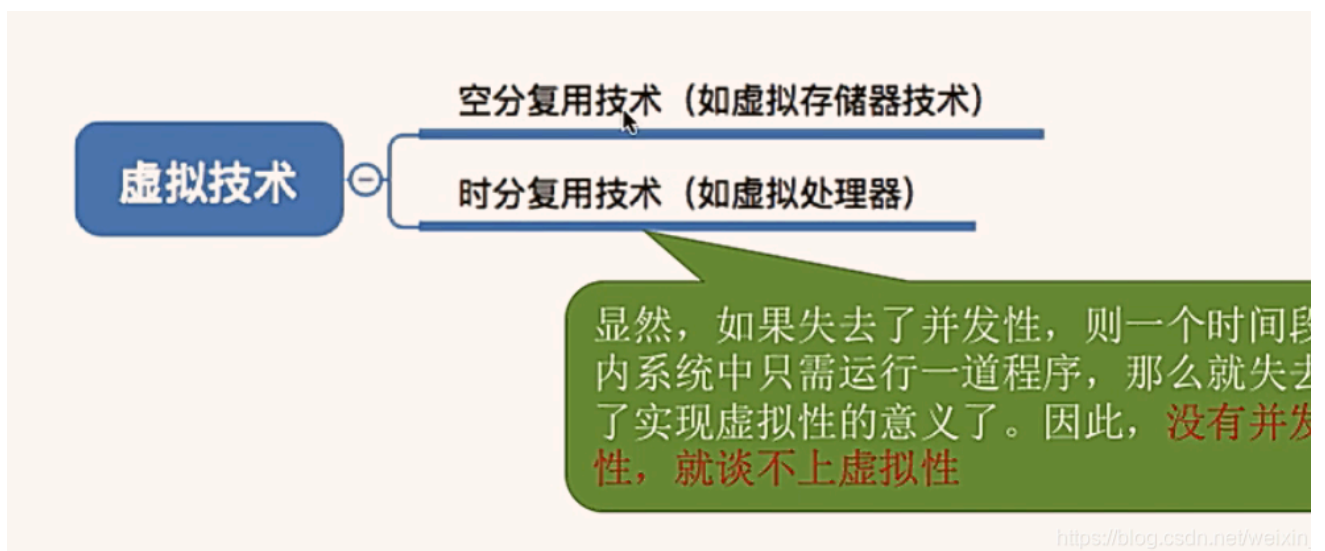 空分复用技术（如虚拟存储器技术）
虚拟技术
时分复用技术（如虚拟处理器）
显然，如果失去了并发性，则一个时间段
内系统中只需运行一道程序，那么就失去
了实现虚拟性的意义了。因此，没有并发
性，就谈不上虚拟性
https://blog.csdn.net/weixin